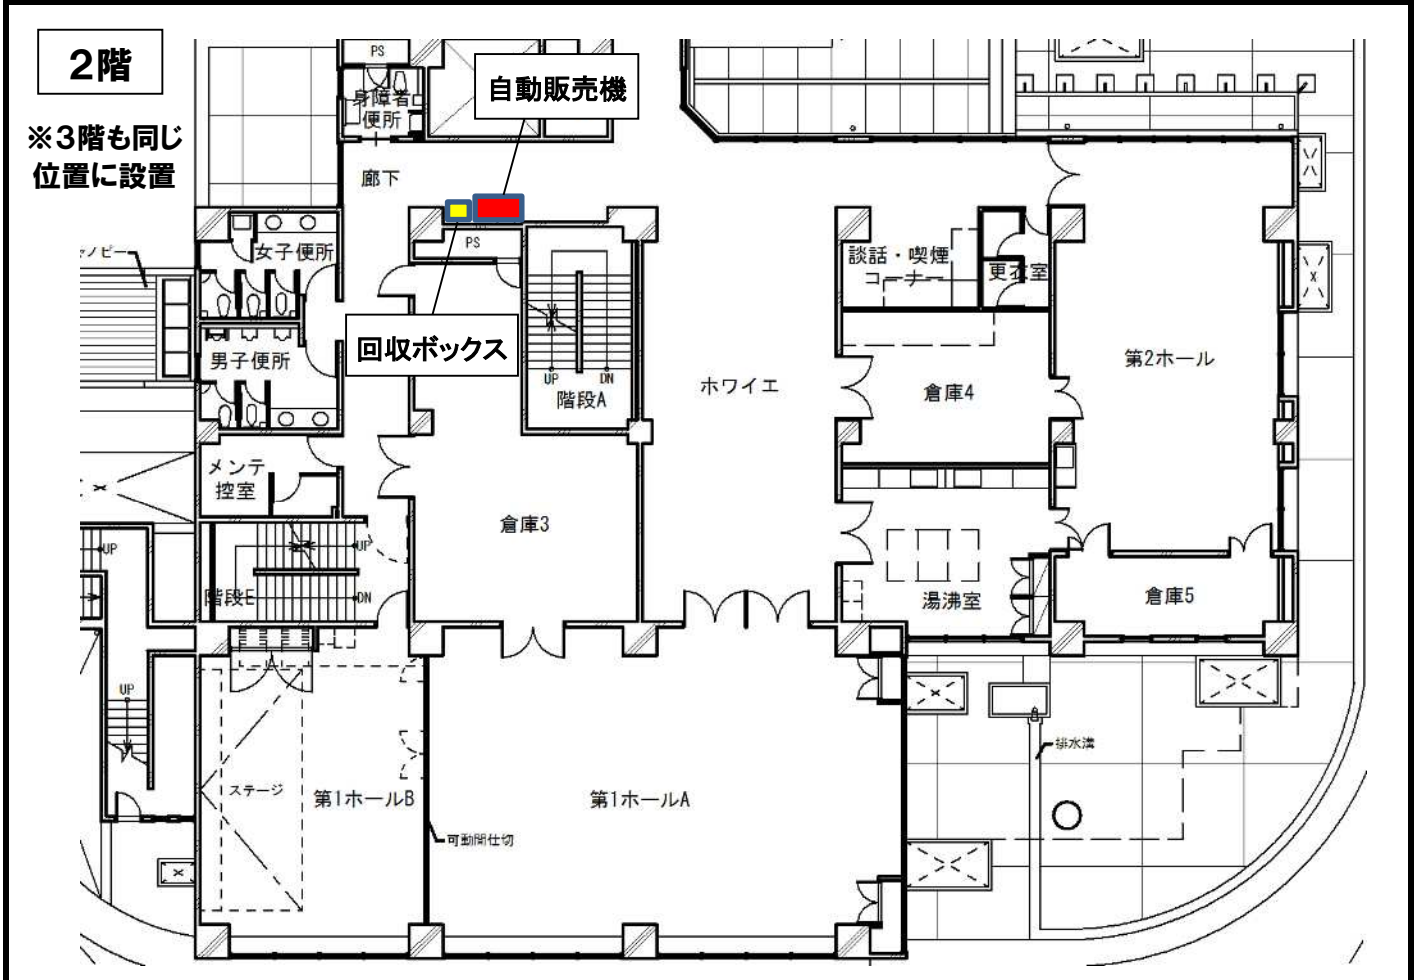 2階
※3階も同じ
位置に設置
PS
身障者
便所
自動販売機
廊下
PS
女子便所
談話・喫煙
コーナー
更衣室
回収ボックス
男子便所
UP
DN
階段A
ホワイエ
倉庫4
第2ホール
メンテ
控室
倉庫3
UP
UP
階段E
DN
湯沸室
倉庫5
UP
排水溝
ステージ
第1ホールB
第1ホールA
可動間仕切